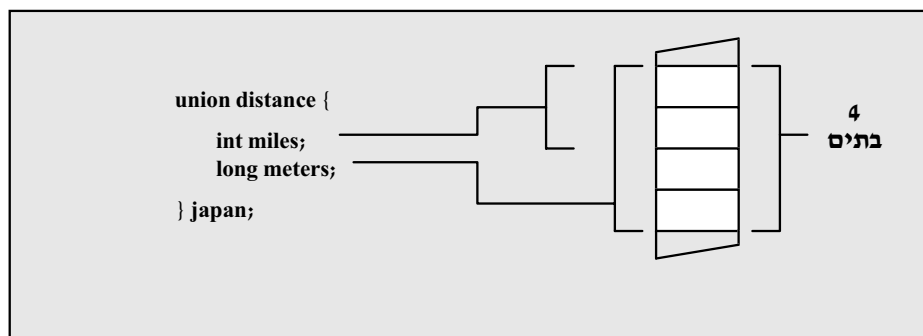 union distance {
int miles;
long meters;
} japan;
4
בתים